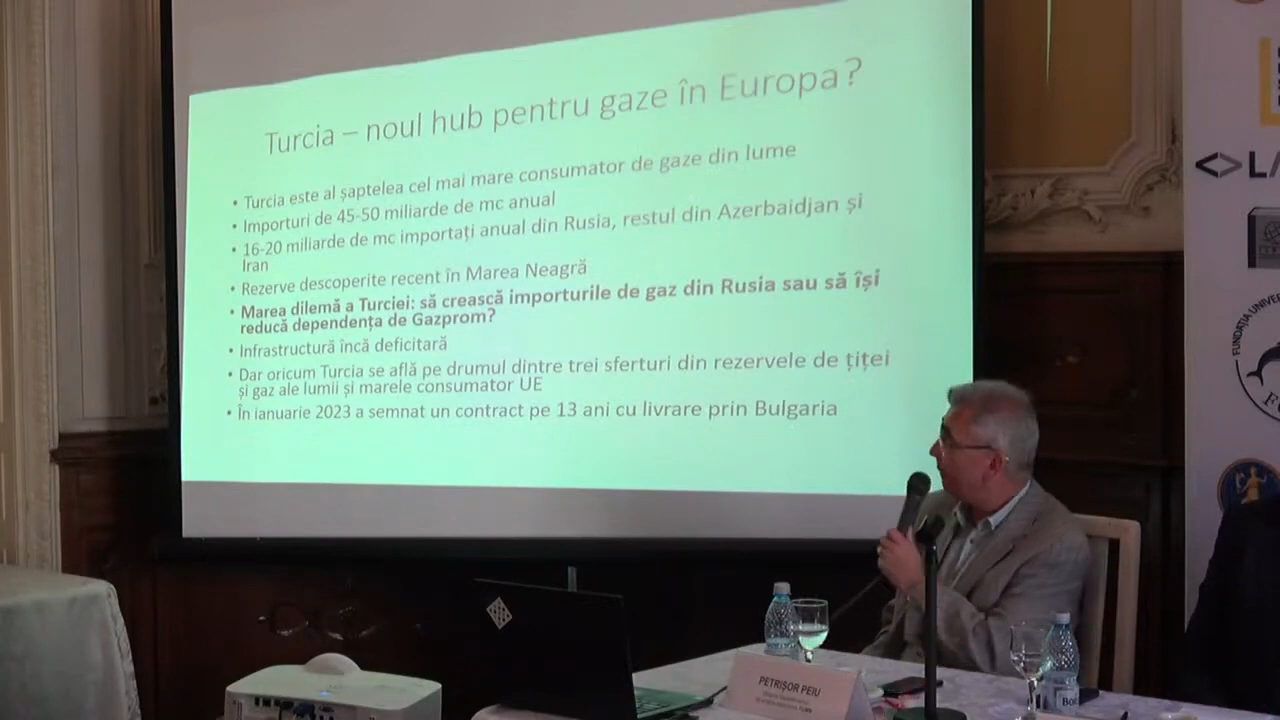 Turcia – noul hub pentru gaze în Europa?
• Turcia este al șaptelea cel mai mare consumator de gaze din lume
• Importuri de 45-50 miliarde de mc anual
• 16-20 miliarde de mc importați anual din Rusia, restul din Azerbaidjan și
Iran
• Rezerve descoperite recent în Marea Neagră
• Marea dilemă a Turciei: să crească importurile de gaz din Rusia sau să își
reducă dependența de Gazprom?
• Infrastructură încă deficitară
• Dar oricum Turcia se află pe drumul dintre trei sferturi din rezervele de țiței
și gaz ale lumii și marele consumator UE
• În ianuarie 2023 a semnat un contract pe 13 ani cu livrare prin Bulgaria
PETRIȘOR PEIU